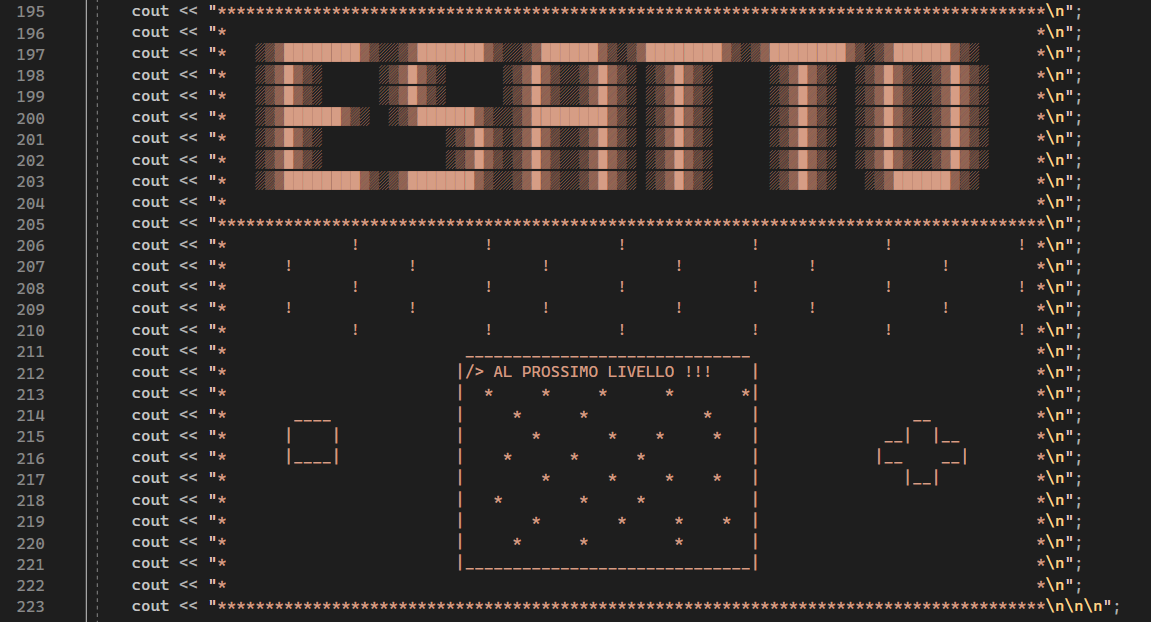 195 cout << "***************************************************************************************\n";
196 cout << "*                                                                                     *\n";
197 cout << "*   ░▒▓████████▓▒░░▒▓███████▓▒░░▒▓██████▓▒░▒▓████████▓▒░▒▓████████▓▒░▒▓██████▓▒░      *\n";
198 cout << "*   ░▒▓█▓▒░      ░▒▓█▓▒░      ░▒▓█▓▒░░▒▓█▓▒░ ░▒▓█▓▒░      ░▒▓█▓▒░  ░▒▓█▓▒░░▒▓█▓▒░     *\n";
199 cout << "*   ░▒▓█▓▒░      ░▒▓█▓▒░      ░▒▓█▓▒░░▒▓█▓▒░ ░▒▓█▓▒░      ░▒▓█▓▒░  ░▒▓█▓▒░░▒▓█▓▒░     *\n";
200 cout << "*   ░▒▓██████▓▒░  ░▒▓██████▓▒░░▒▓████████▓▒░ ░▒▓█▓▒░      ░▒▓█▓▒░  ░▒▓█▓▒░░▒▓█▓▒░     *\n";
201 cout << "*   ░▒▓█▓▒░             ░▒▓█▓▒░▒▓█▓▒░░▒▓█▓▒░ ░▒▓█▓▒░      ░▒▓█▓▒░  ░▒▓█▓▒░░▒▓█▓▒░     *\n";
202 cout << "*   ░▒▓█▓▒░             ░▒▓█▓▒░▒▓█▓▒░░▒▓█▓▒░ ░▒▓█▓▒░      ░▒▓█▓▒░  ░▒▓█▓▒░░▒▓█▓▒░     *\n";
203 cout << "*   ░▒▓████████▓▒░▒▓███████▓▒░░▒▓█▓▒░░▒▓█▓▒░ ░▒▓█▓▒░      ░▒▓█▓▒░   ░▒▓██████▓▒░      *\n";
204 cout << "*                                                                                     *\n";
205 cout << "***************************************************************************************\n";
206 cout << "*             !             !             !             !             !             ! *\n";
207 cout << "*      !            !             !             !             !             !         *\n";
208 cout << "*             !             !             !             !             !             ! *\n";
209 cout << "*      !            !             !             !             !             !         *\n";
210 cout << "*             !             !             !             !             !             ! *\n";
211 cout << "*                         ______________________________                              *\n";
212 cout << "*                        |/> AL PROSSIMO LIVELLO !!!    |                             *\n";
213 cout << "*                        |  *     *     *      *       *|                             *\n";
214 cout << "*       ____             |     *      *            *    |                __           *\n";
215 cout << "*      |    |            |       *       *    *     *   |             __|  |__        *\n";
216 cout << "*      |____|            |    *      *      *           |            |__    __|       *\n";
217 cout << "*                        |        *      *     *    *   |               |__|          *\n";
218 cout << "*                        |   *        *     *           |                             *\n";
219 cout << "*                        |       *        *     *    *  |                             *\n";
220 cout << "*                        |     *      *         *       |                             *\n";
221 cout << "*                        |______________________________|                             *\n";
222 cout << "*                                                                                     *\n";
223 cout << "***************************************************************************************\n\n\n";